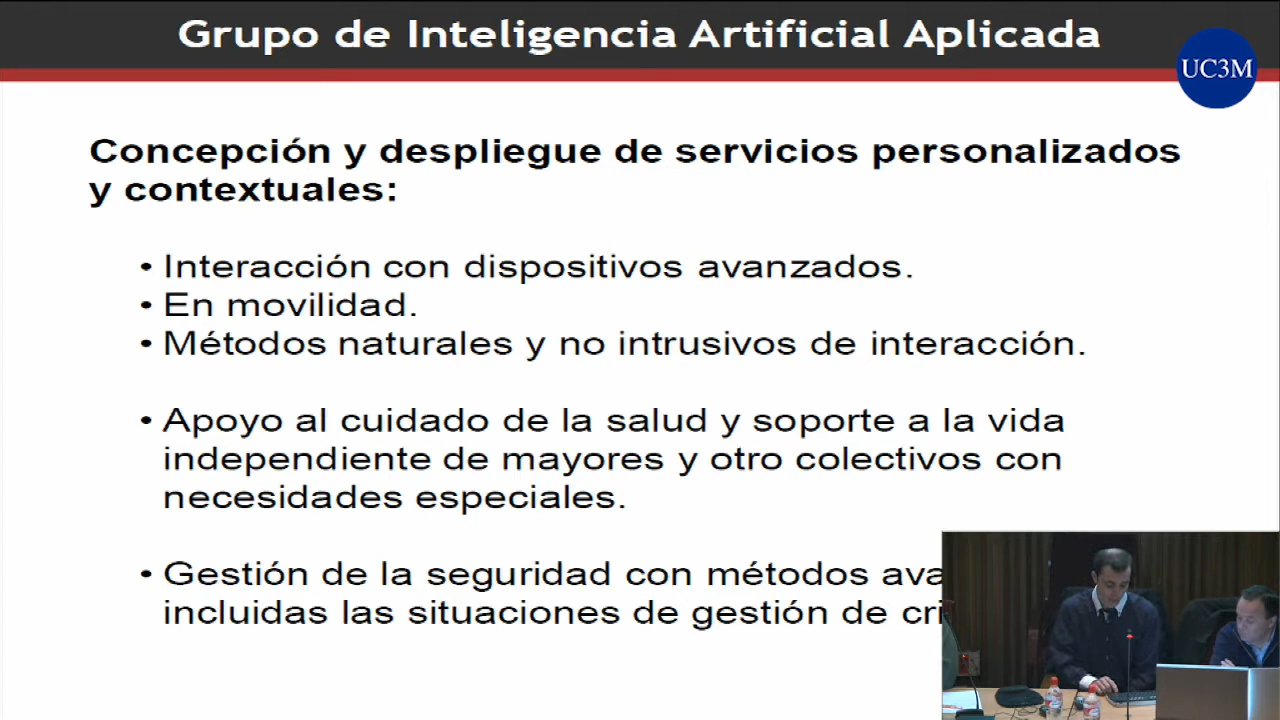 Grupo de Inteligencia Artificial Aplicada
UC3M
Concepción y despliegue de servicios personalizados
y contextuales:
• Interacción con dispositivos avanzados.
• En movilidad.
• Métodos naturales y no intrusivos de interacción.
• Apoyo al cuidado de la salud y soporte a la vida
independiente de mayores y otro colectivos con
necesidades especiales.
• Gestión de la seguridad con métodos
incluidas las situaciones de gestión de